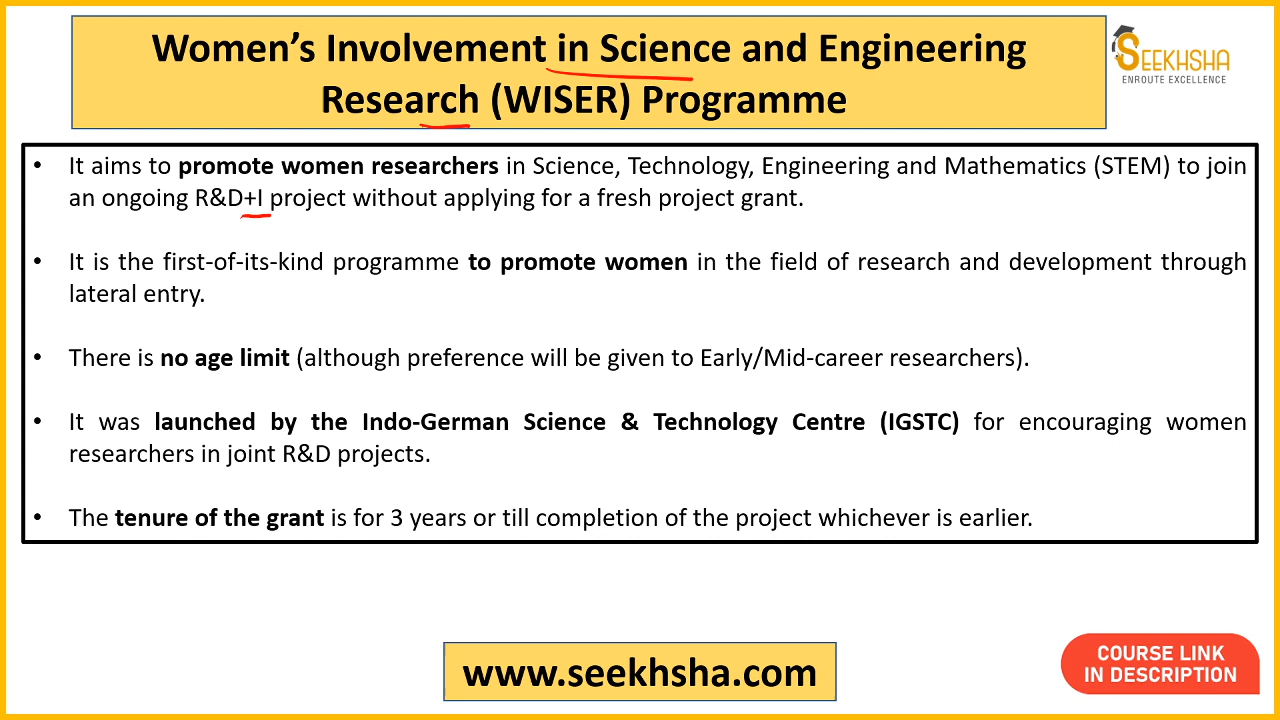 Women’s Involvement in Science and Engineering
Research (WISER) Programme
SEEKHSHA
ENROUTE EXCELLENCE
• It aims to promote women researchers in Science, Technology, Engineering and Mathematics (STEM) to join
an ongoing R&D+I project without applying for a fresh project grant.
• It is the first-of-its-kind programme to promote women in the field of research and development through
lateral entry.
• There is no age limit (although preference will be given to Early/Mid-career researchers).
• It was launched by the Indo-German Science & Technology Centre (IGSTC) for encouraging women
researchers in joint R&D projects.
• The tenure of the grant is for 3 years or till completion of the project whichever is earlier.
www.seekhsha.com
COURSE LINK
IN DESCRIPTION